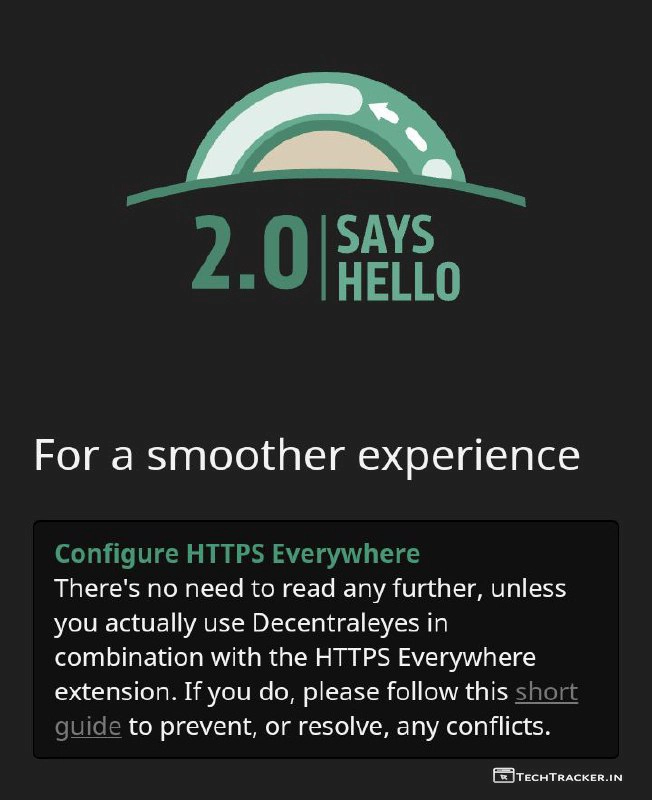 2.0 | SAYS
HELLO
For a smoother experience
Configure HTTPS Everywhere
There's no need to read any further, unless
you actually use Decentraleyes in
combination with the HTTPS Everywhere
extension. If you do, please follow this short
guide to prevent, or resolve, any conflicts.
TECHTRACKER.IN